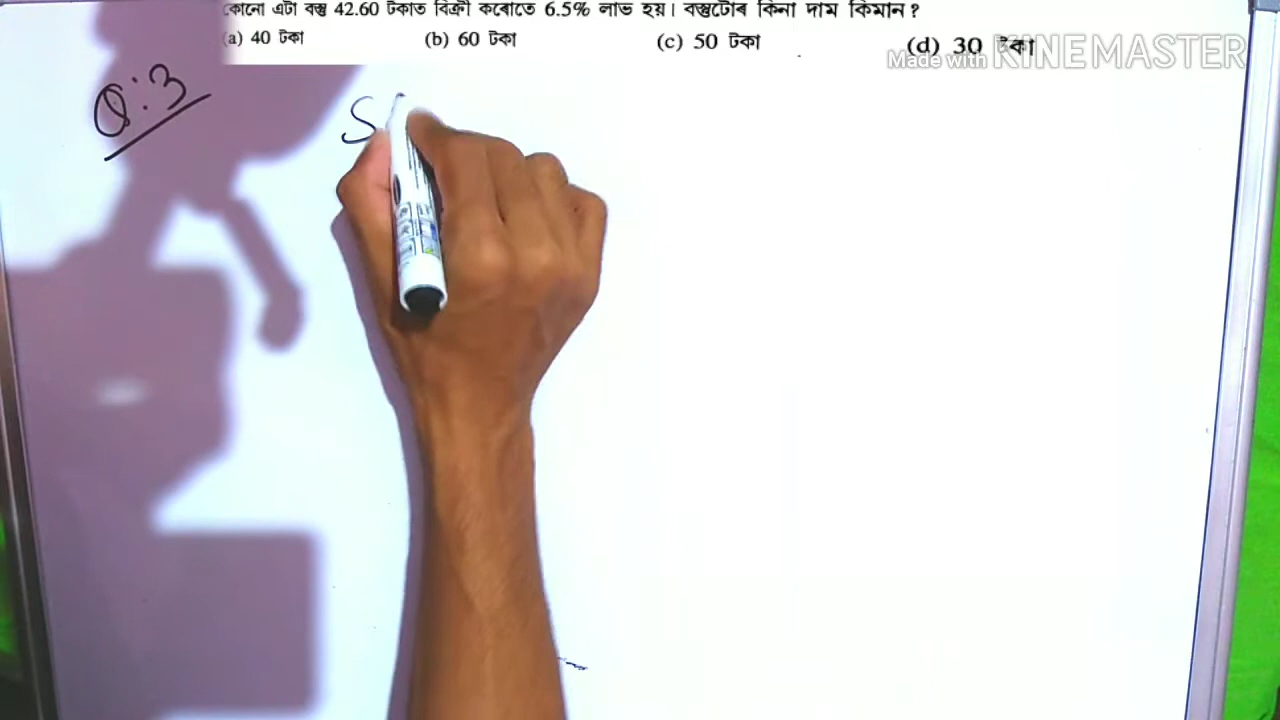 কোনো এটা বস্তু 42.60 টকাত বিক্ৰী কৰোতে 6.5% লাভ হয়। বস্তুটোৰ কিনা দাম কিমান ?
(a) 40 টকা (b) 60 টকা (c) 50 টকা (d) 30 টকা
Made with KINEMASTER
Q:3
S